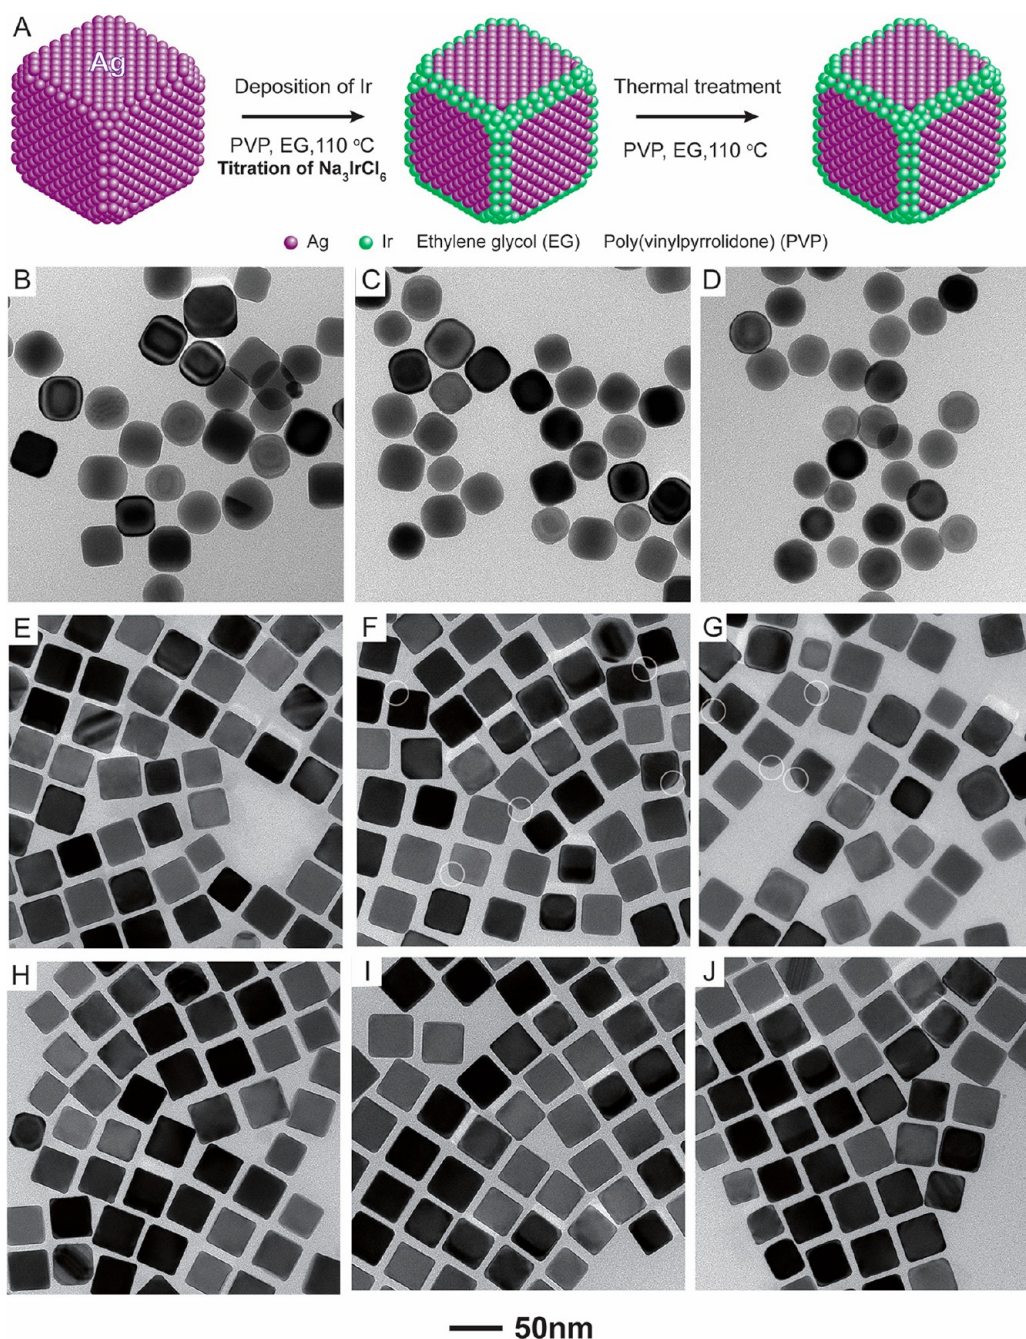 A
Ag
Deposition of Ir
PVP, EG,110 °C
Titration of Na₃IrCl₆
Thermal treatment
PVP, EG,110 °C
Ag Ir Ethylene glycol (EG) Poly(vinylpyrrolidone) (PVP)
B C D
E F G
H I J
50nm